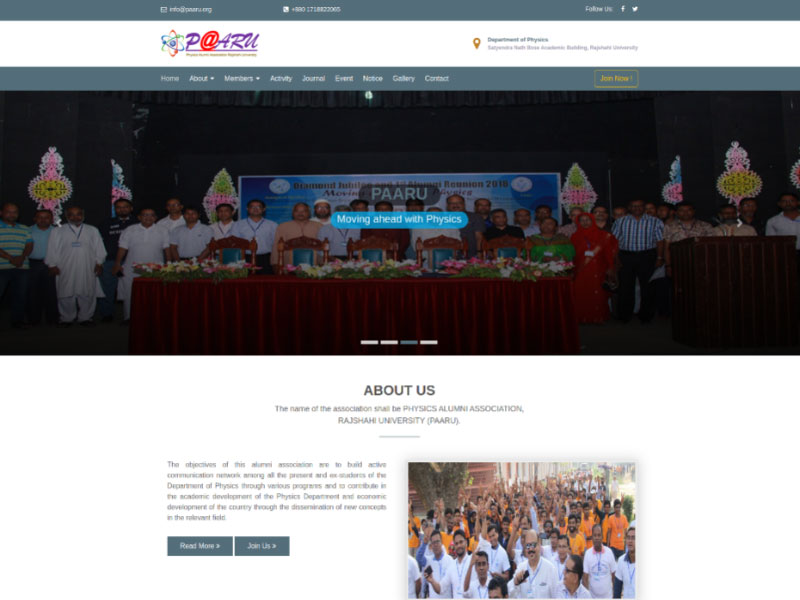 info@paaru.org
+880 1718822065
Follow Us:
P@ARU
Physics Alumni Association Rajshahi University
Department of Physics
Satyendra Nath Bose Academic Building, Rajshahi University
Home About Members Activity Journal Event Notice Gallery Contact
Join Now !
Diamond Jubilee and 1st Alumni Reunion 2018
PAARU
Moving ahead with Physics
ABOUT US
The name of the association shall be PHYSICS ALUMNI ASSOCIATION,
RAJSHAHI UNIVERSITY (PAARU).
The objectives of this alumni association are to build active
communication network among all the present and ex-students of the
Department of Physics through various programs and to contribute in
the academic development of the Physics Department and economic
development of the country through the dissemination of new concepts
in the relevant field.
Read More
Join Us